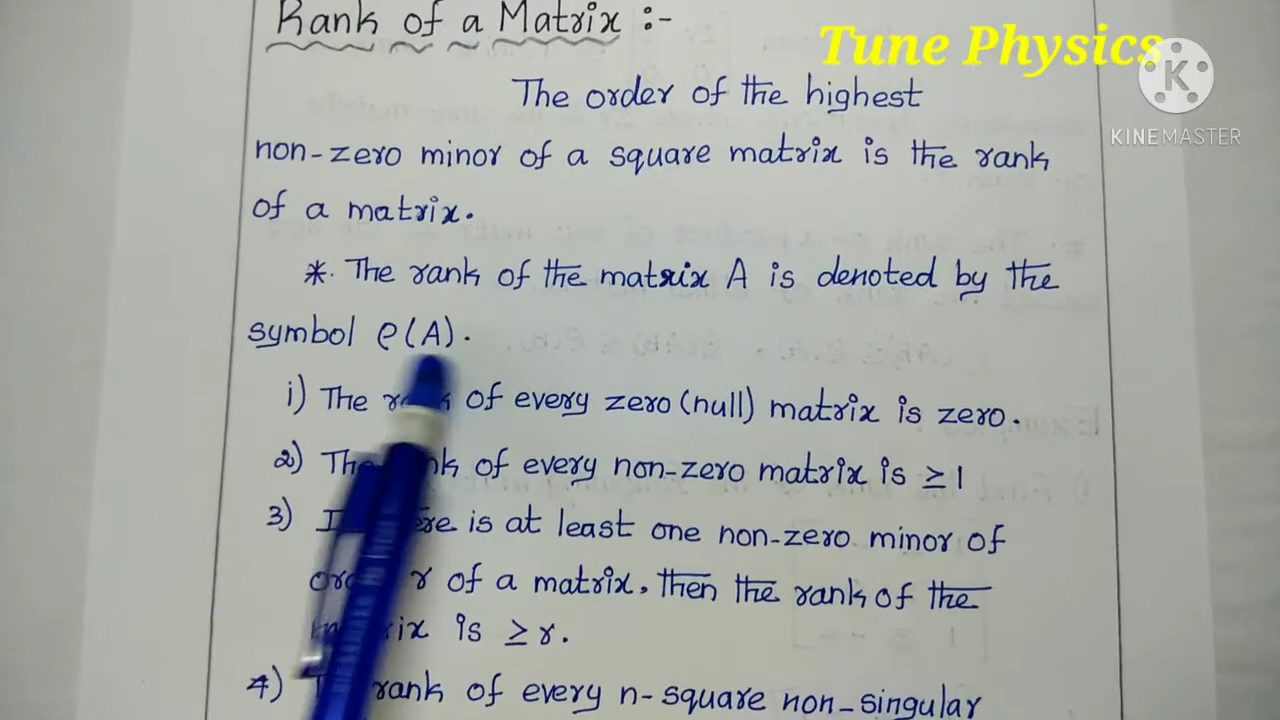 Rank of a Matrix :-
Tune Physics
K
KINEMASTER
The order of the highest
non-zero minor of a square matrix is the rank
of a matrix.
*. The rank of the matrix A is denoted by the
symbol ρ(A).
i) The of every zero (null) matrix is zero.
2) of every non-zero matrix is ≥ 1
3) is at least one non-zero minor of
r of a matrix, then the rank of the
is ≥ r.
4) rank of every n-square non-singular